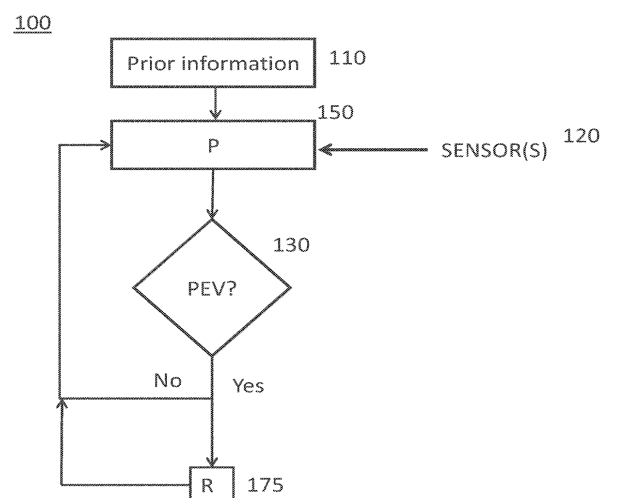 100
Prior information
110
150
P
SENSOR(S)
120
130
PEV?
No
Yes
R
175